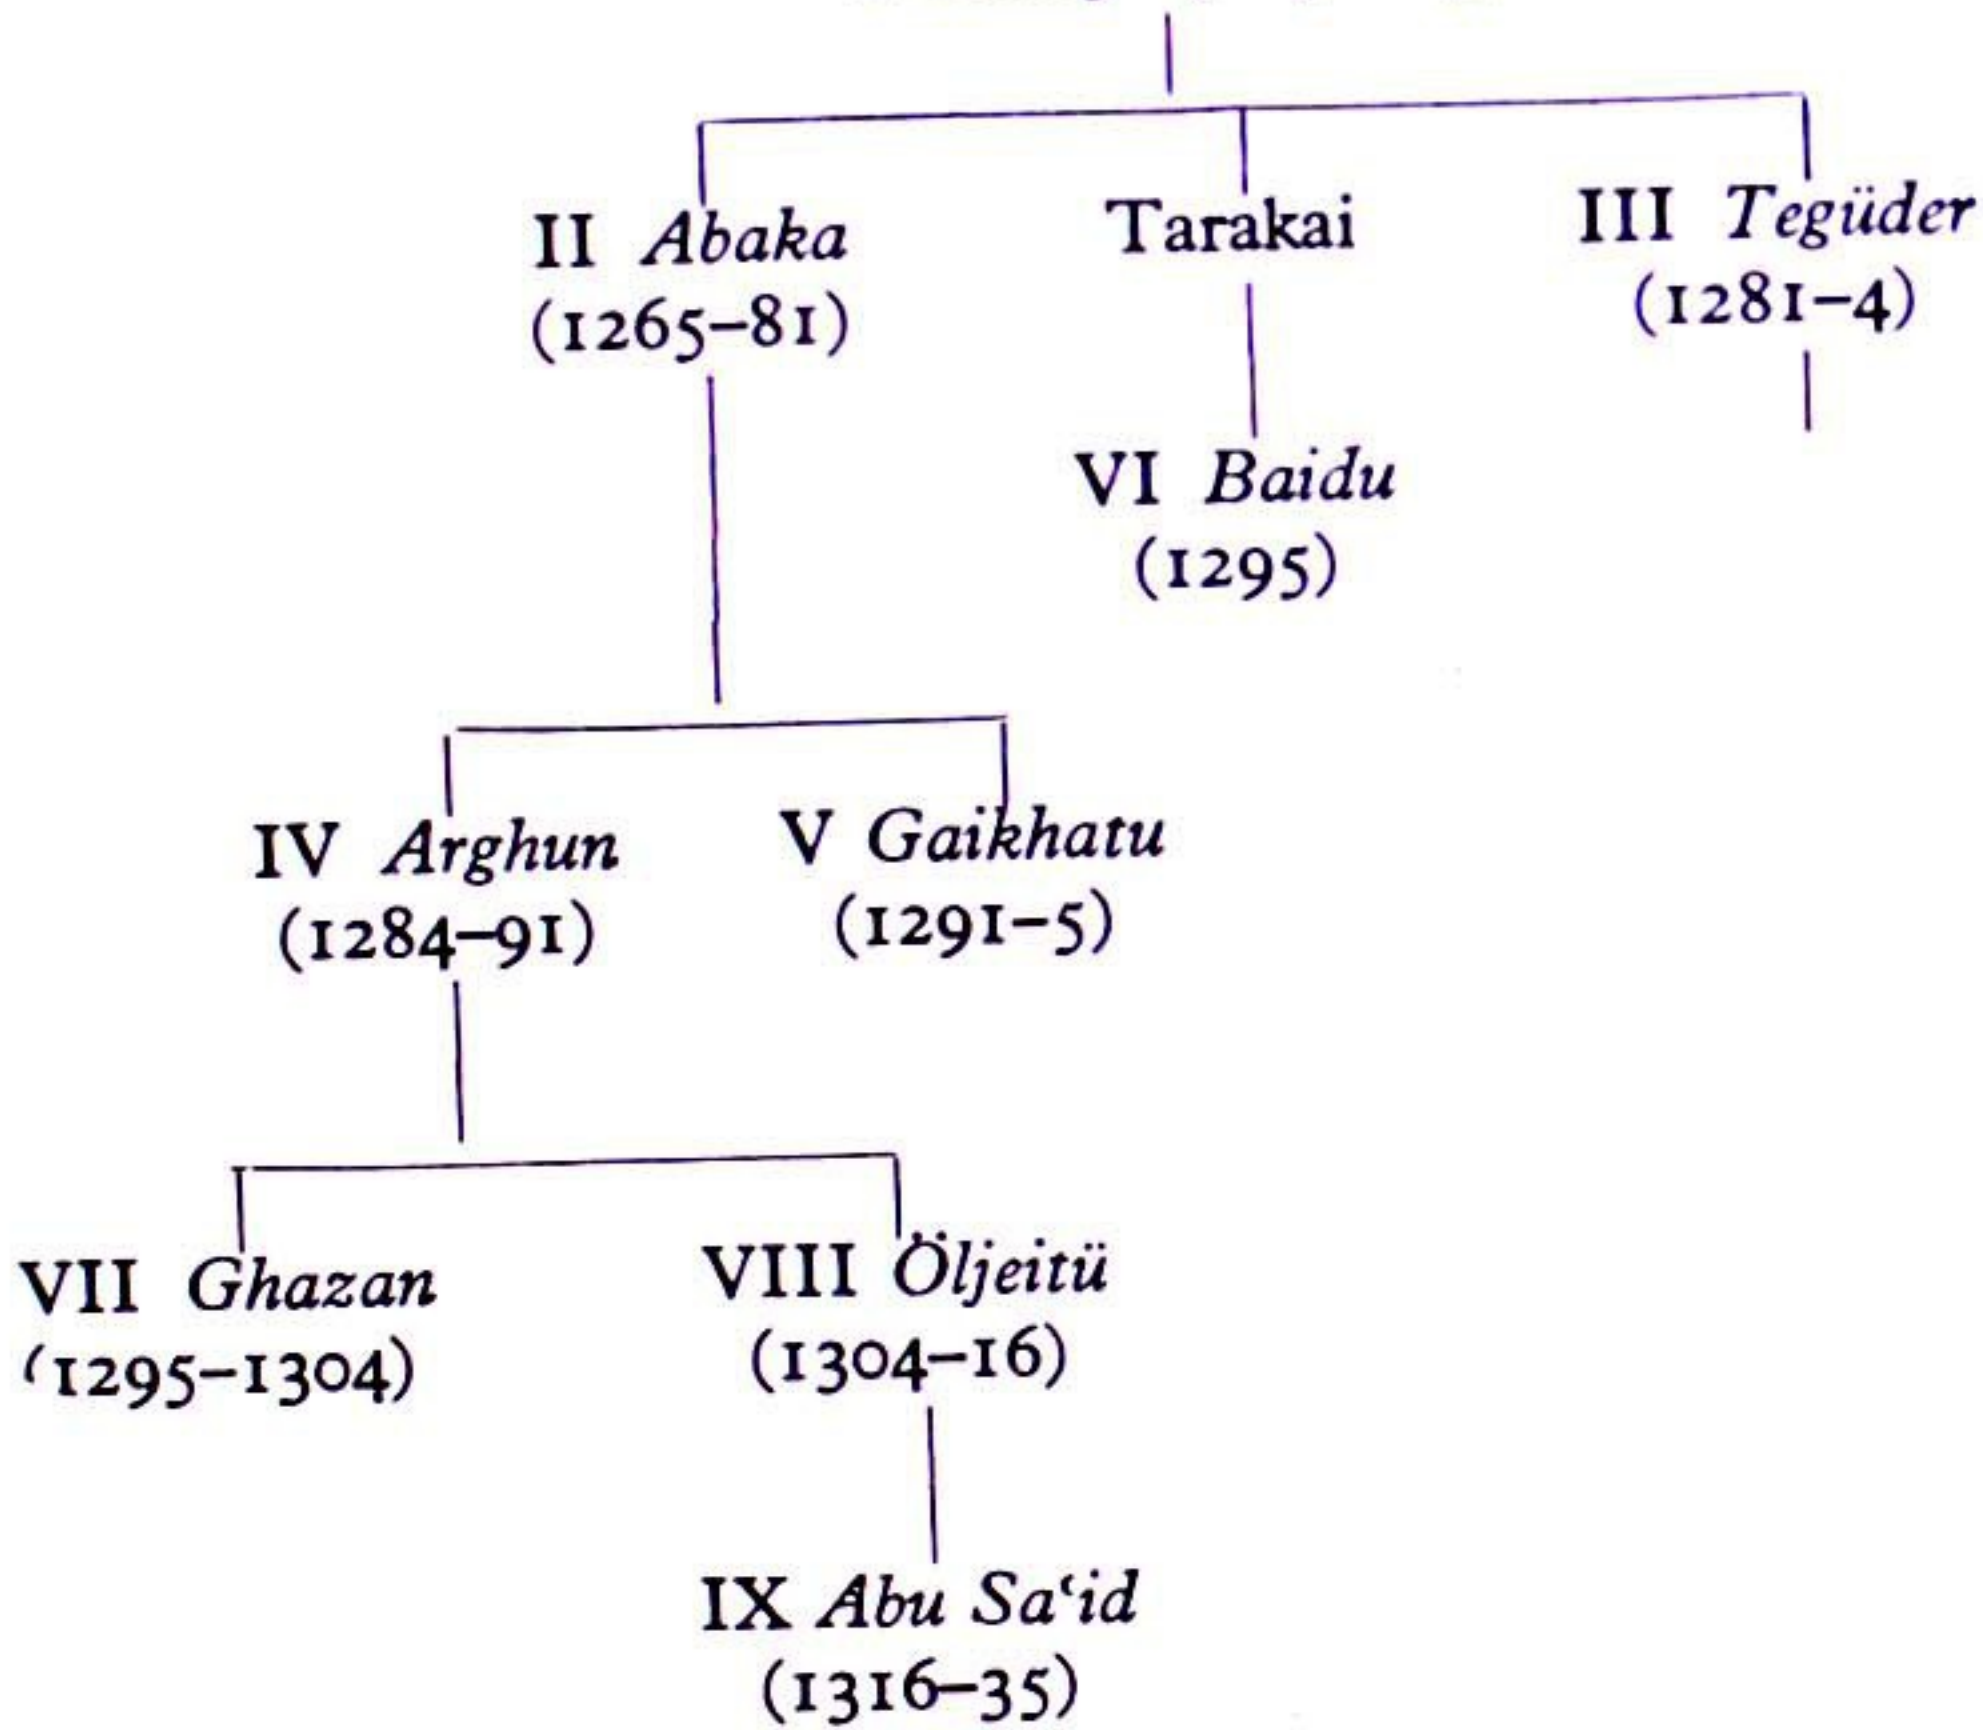 II Abaka
(1265–81)
Tarakai
III Tegüder
(1281–4)
VI Baidu
(1295)
IV Arghun
(1284–91)
V Gaikhatu
(1291–5)
VII Ghazan
(1295–1304)
VIII Öljeitü
(1304–16)
IX Abu Sa‘id
(1316–35)